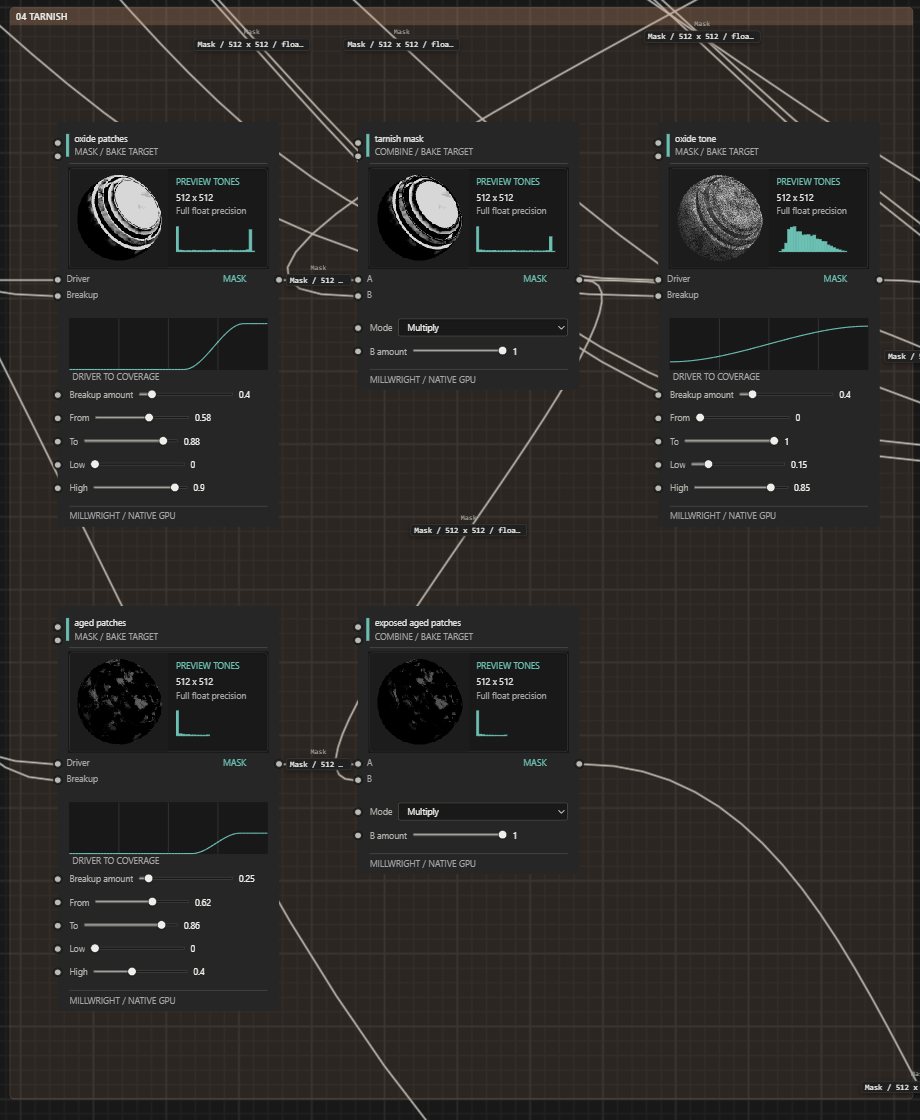 04 TARNISH
Mask
Mask / 512 x 512 / floa…
Mask
Mask / 512 x 512 / floa…
Mask
Mask / 512 x 512 / floa…
oxide patches
MASK / BAKE TARGET
PREVIEW TONES
512 x 512
Full float precision
Driver
MASK
Breakup
DRIVER TO COVERAGE
Breakup amount 0.4
From 0.58
To 0.88
Low 0
High 0.9
MILLWRIGHT / NATIVE GPU
Mask
Mask / 512 …
tarnish mask
COMBINE / BAKE TARGET
PREVIEW TONES
512 x 512
Full float precision
A
MASK
B
Mode Multiply
B amount 1
MILLWRIGHT / NATIVE GPU
oxide tone
MASK / BAKE TARGET
PREVIEW TONES
512 x 512
Full float precision
Driver
MASK
Breakup
DRIVER TO COVERAGE
Breakup amount 0.4
From 0
To 1
Low 0.15
High 0.85
MILLWRIGHT / NATIVE GPU
Mask / 5
Mask
Mask / 512 x 512 / floa…
aged patches
MASK / BAKE TARGET
PREVIEW TONES
512 x 512
Full float precision
Driver
MASK
Breakup
DRIVER TO COVERAGE
Breakup amount 0.25
From 0.62
To 0.86
Low 0
High 0.4
MILLWRIGHT / NATIVE GPU
Mask
Mask / 512 …
exposed aged patches
COMBINE / BAKE TARGET
PREVIEW TONES
512 x 512
Full float precision
A
MASK
B
Mode Multiply
B amount 1
MILLWRIGHT / NATIVE GPU
Mask / 512 x